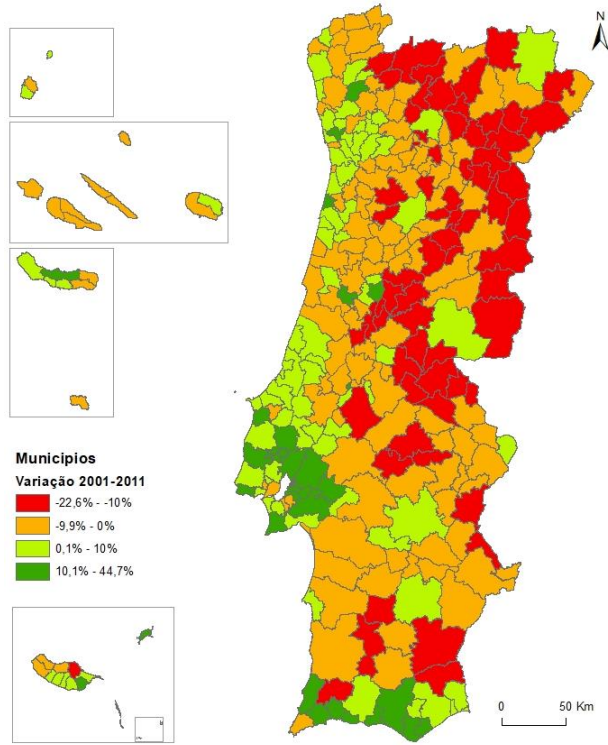 N
Municípios
Variação 2001-2011
-22,6% - -10%
-9,9% - 0%
0,1% - 10%
10,1% - 44,7%
0 50 Km